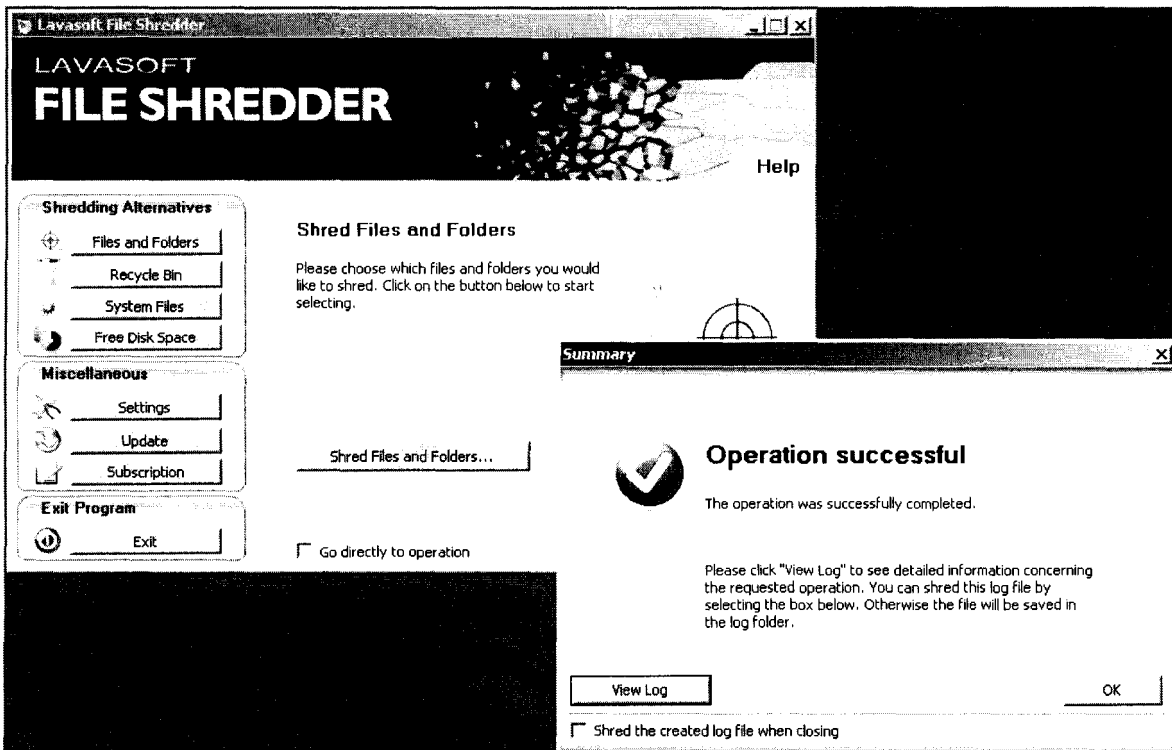 Lavasoft File Shredder
LAVASOFT
FILE SHREDDER
Help
Shredding Alternatives
Files and Folders
Recycle Bin
System Files
Free Disk Space
Miscellaneous
Settings
Update
Subscription
Exit Program
Exit
Shred Files and Folders
Please choose which files and folders you would
like to shred. Click on the button below to start
selecting.
Shred Files and Folders...
Go directly to operation
Summary
Operation successful
The operation was successfully completed.
Please click "View Log" to see detailed information concerning
the requested operation. You can shred this log file by
selecting the box below. Otherwise the file will be saved in
the log folder.
View Log
OK
Shred the created log file when closing